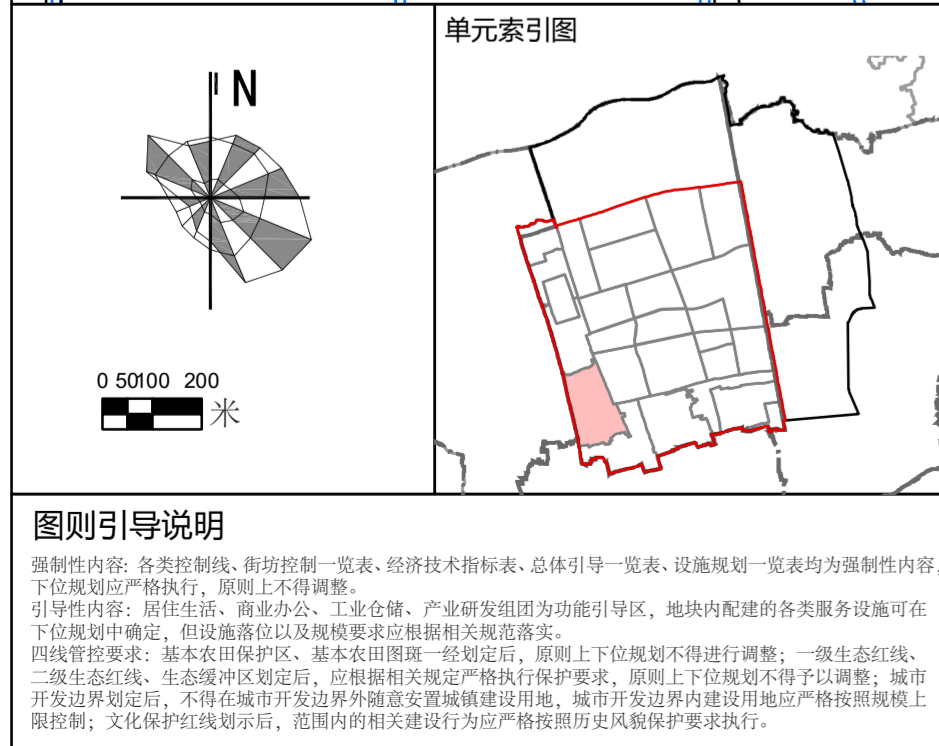 单元索引图
N
0 50100 200
米
图则引导说明
强制性内容: 各类控制线、街坊控制一览表、经济技术指标表、总体引导一览表、设施规划一览表均为强制性内容,
下位规划应严格执行，原则上不得调整。
引导性内容：居住生活、商业办公、工业仓储、产业研发组团为功能引导区，地块内配建的各类服务设施可在
下位规划中确定，但设施落位以及规模要求应根据相关规范落实。
四线管控要求：基本农田保护区、基本农田图斑一经划定后，原则上下位规划不得进行调整；一级生态红线、
二级生态红线、生态缓冲区划定后，应根据相关规定严格执行保护要求，原则上下位规划不得予以调整；城市
开发边界划定后，不得在城市开发边界外随意安置城镇建设用地，城市开发边界内建设用地应严格按照规模上
限控制；文化保护红线划示后，范围内的相关建设行为应严格按照历史风貌保护要求执行。